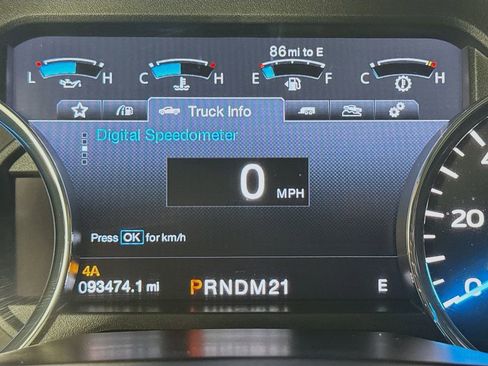 86 mi to E
L H C H E F C H
Truck Info
Digital Speedometer
0 MPH
Press OK for km/h
4A
093474.1 mi PRNDM21 E
20
0